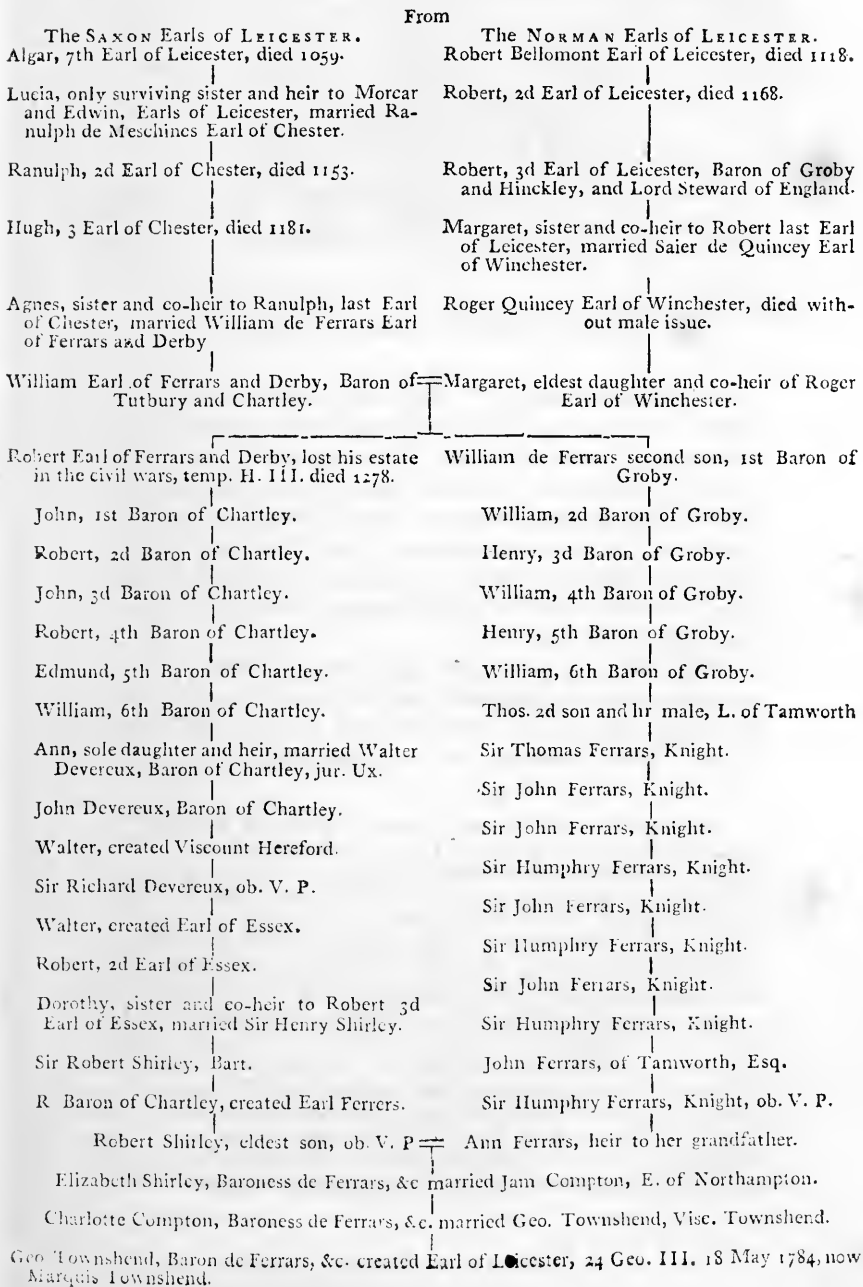 From
The SAXON Earls of LEICESTER.
Algar, 7th Earl of Leicester, died 1059.
Lucia, only surviving sister and heir to Morcar
and Edwin, Earls of Leicester, married Ra-
nulph de Meschines Earl of Chester.
Ranulph, 2d Earl of Chester, died 1153.
Hugh, 3 Earl of Chester, died 1181.
Agnes, sister and co-heir to Ranulph, last Earl
of Chester, married William de Ferrars Earl
of Ferrars and Derby
William Earl of Ferrars and Derby, Baron of
Tutbury and Chartley.
The NORMAN Earls of LEICESTER.
Robert Bellomont Earl of Leicester, died 1118.
Robert, 2d Earl of Leicester, died 1168.
Robert, 3d Earl of Leicester, Baron of Groby
and Hinckley, and Lord Steward of England.
Margaret, sister and co-heir to Robert last Earl
of Leicester, married Saier de Quincey Earl
of Winchester.
Roger Quincey Earl of Winchester, died with-
out male issue.
Margaret, eldest daughter and co-heir of Roger
Earl of Winchester.
Robert Earl of Ferrars and Derby, lost his estate
in the civil wars, temp. H. III. died 1278.
John, 1st Baron of Chartley.
Robert, 2d Baron of Chartley.
John, 3d Baron of Chartley.
Robert, 4th Baron of Chartley.
Edmund, 5th Baron of Chartley.
William, 6th Baron of Chartley.
Ann, sole daughter and heir, married Walter
Devereux, Baron of Chartley, jur. Ux.
John Devereux, Baron of Chartley.
Walter, created Viscount Hereford.
Sir Richard Devereux, ob. V. P.
Walter, created Earl of Essex.
Robert, 2d Earl of Essex.
Dorothy, sister and co-heir to Robert 3d
Earl of Essex, married Sir Henry Shirley.
Sir Robert Shirley, Bart.
R Baron of Chartley, created Earl Ferrers.
Robert Shirley, eldest son, ob. V. P
William de Ferrars second son, 1st Baron of
Groby.
William, 2d Baron of Groby.
Henry, 3d Baron of Groby.
William, 4th Baron of Groby.
Henry, 5th Baron of Groby.
William, 6th Baron of Groby.
Thos. 2d son and hr male, L. of Tamworth
Sir Thomas Ferrars, Knight.
Sir John Ferrars, Knight.
Sir John Ferrars, Knight.
Sir Humphry Ferrars, Knight.
Sir John Ferrars, Knight.
Sir Humphry Ferrars, Knight.
Sir John Ferrars, Knight.
Sir Humphry Ferrars, Knight.
John Ferrars, of Tamworth, Esq.
Sir Humphry Ferrars, Knight, ob. V. P.
Ann Ferrars, heir to her grandfather.
Elizabeth Shirley, Baroness de Ferrars, &c married Jam Compton, E. of Northampton.
Charlotte Compton, Baroness de Ferrars, &c. married Geo. Townshend, Visc. Townshend.
Geo Townshend, Baron de Ferrars, &c. created Earl of Leicester, 24 Geo. III. 18 May 1784, now
Marquis Townshend.